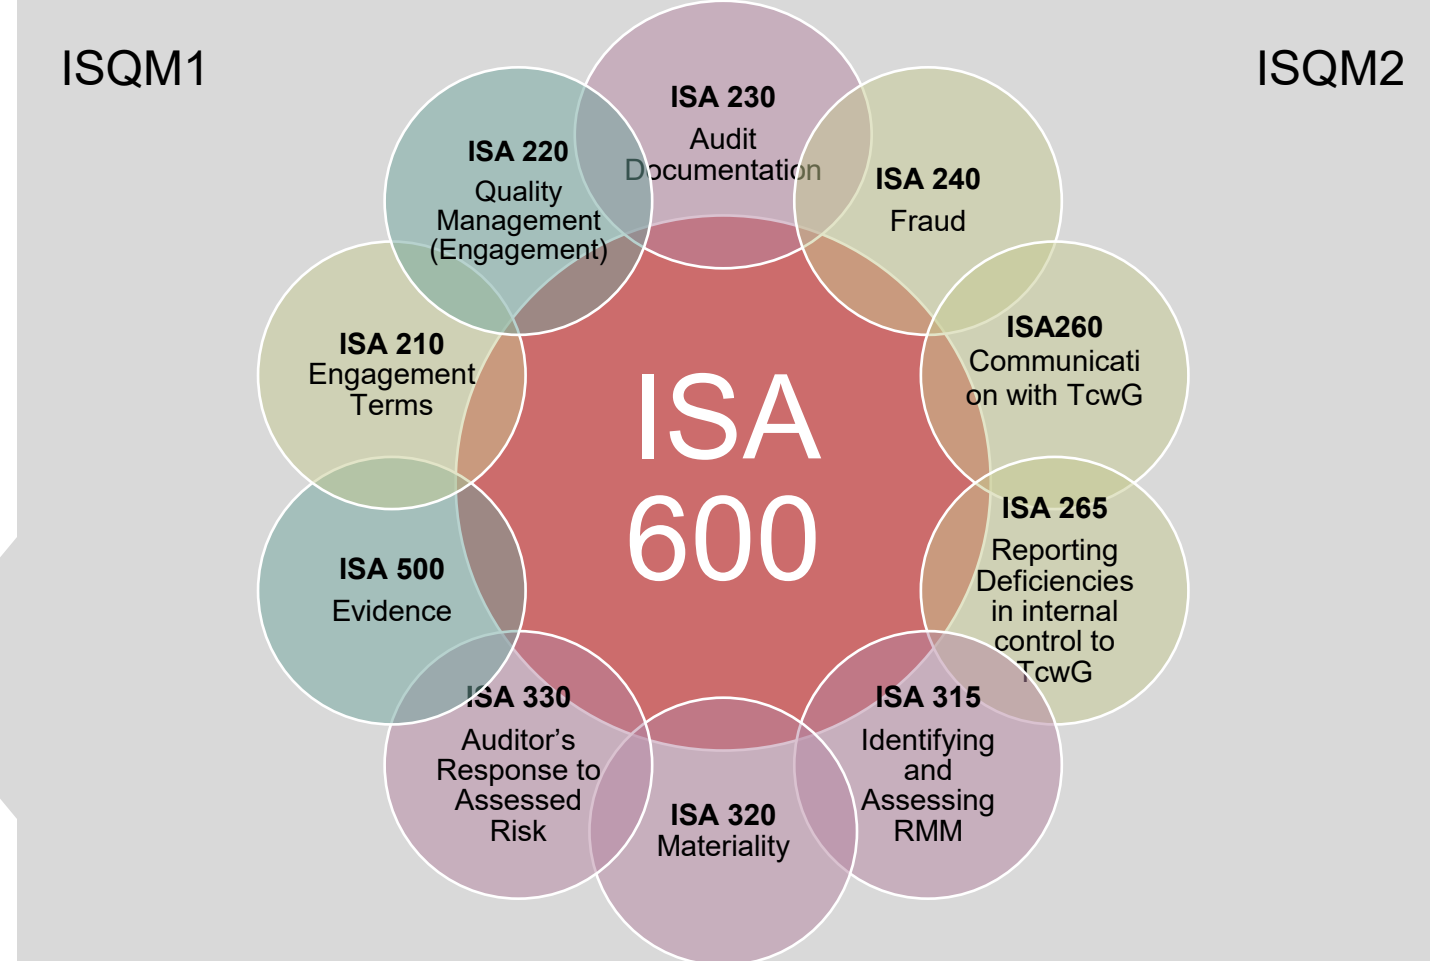 ISQM1
ISQM2
ISA 230
Audit
Documentation
ISA 220
Quality
Management
(Engagement)
ISA 240
Fraud
ISA260
Communicati
on with TcwG
ISA 210
Engagement
Terms
ISA
600
ISA 265
Reporting
Deficiencies
in internal
control to
TcwG
ISA 500
Evidence
ISA 330
Auditor’s
Response to
Assessed
Risk
ISA 320
Materiality
ISA 315
Identifying
and
Assessing
RMM